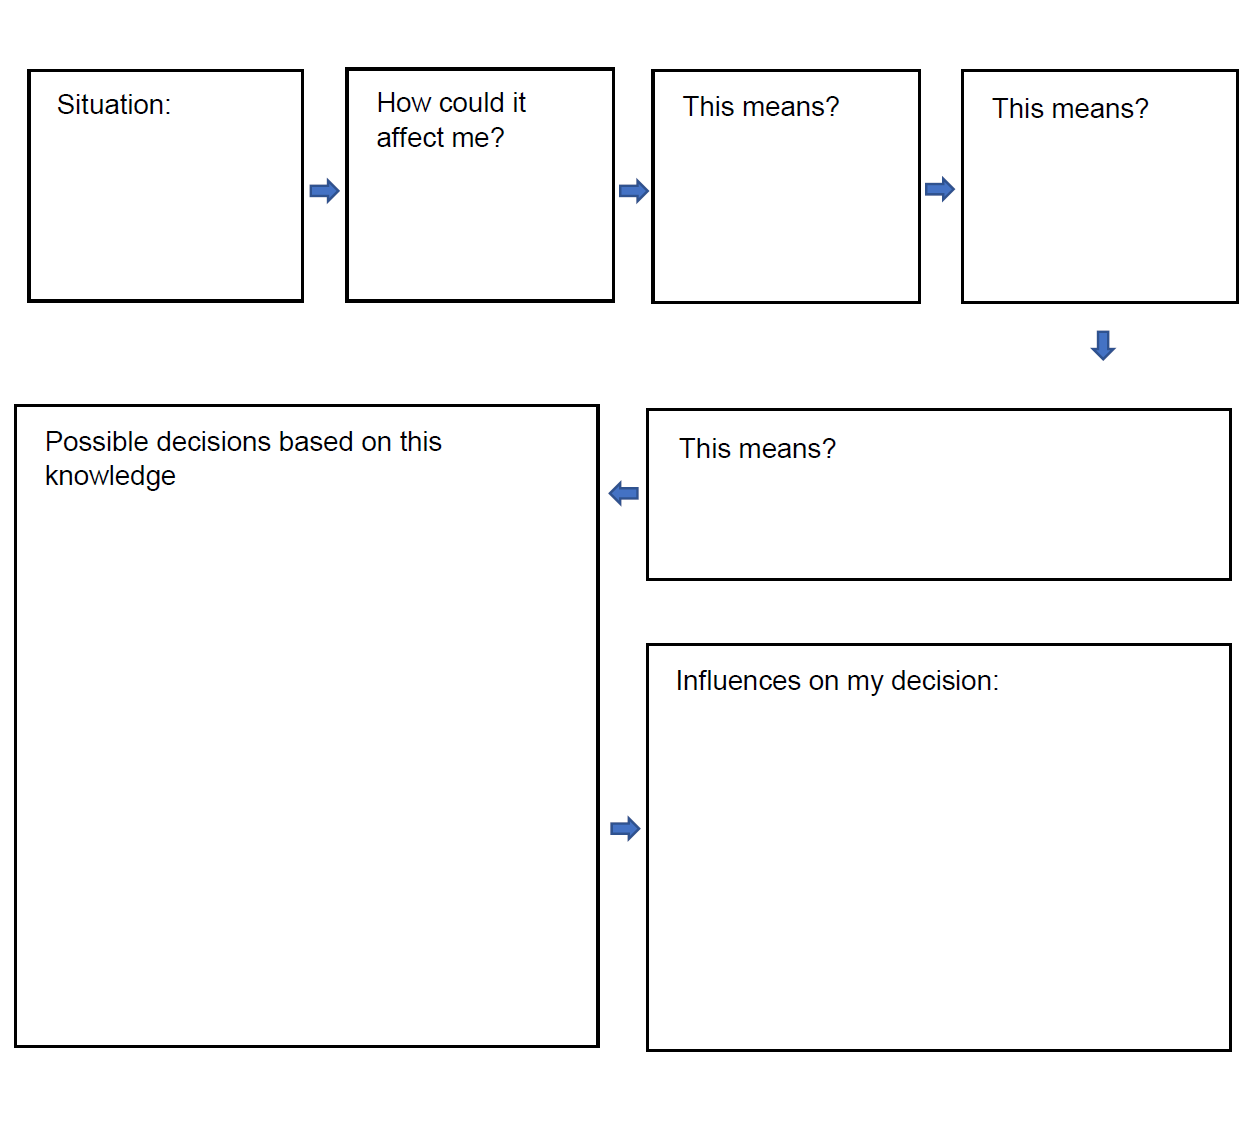 Situation:
How could it
affect me?
This means?
This means?
This means?
Possible decisions based on this
knowledge
Influences on my decision: